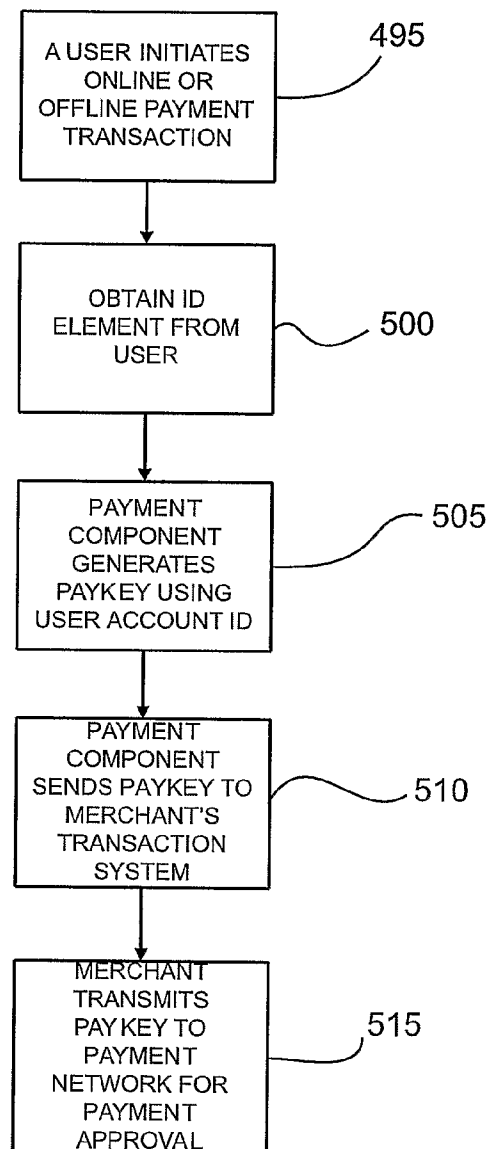 A USER INITIATES
ONLINE OR
OFFLINE PAYMENT
TRANSACTION
495
OBTAIN ID
ELEMENT FROM
USER
500
PAYMENT
COMPONENT
GENERATES
PAYKEY USING
USER ACCOUNT ID
505
PAYMENT
COMPONENT
SENDS PAYKEY TO
MERCHANT'S
TRANSACTION
SYSTEM
510
MERCHANT
TRANSMITS
PAYKEY TO
PAYMENT
NETWORK FOR
PAYMENT
APPROVAL
515